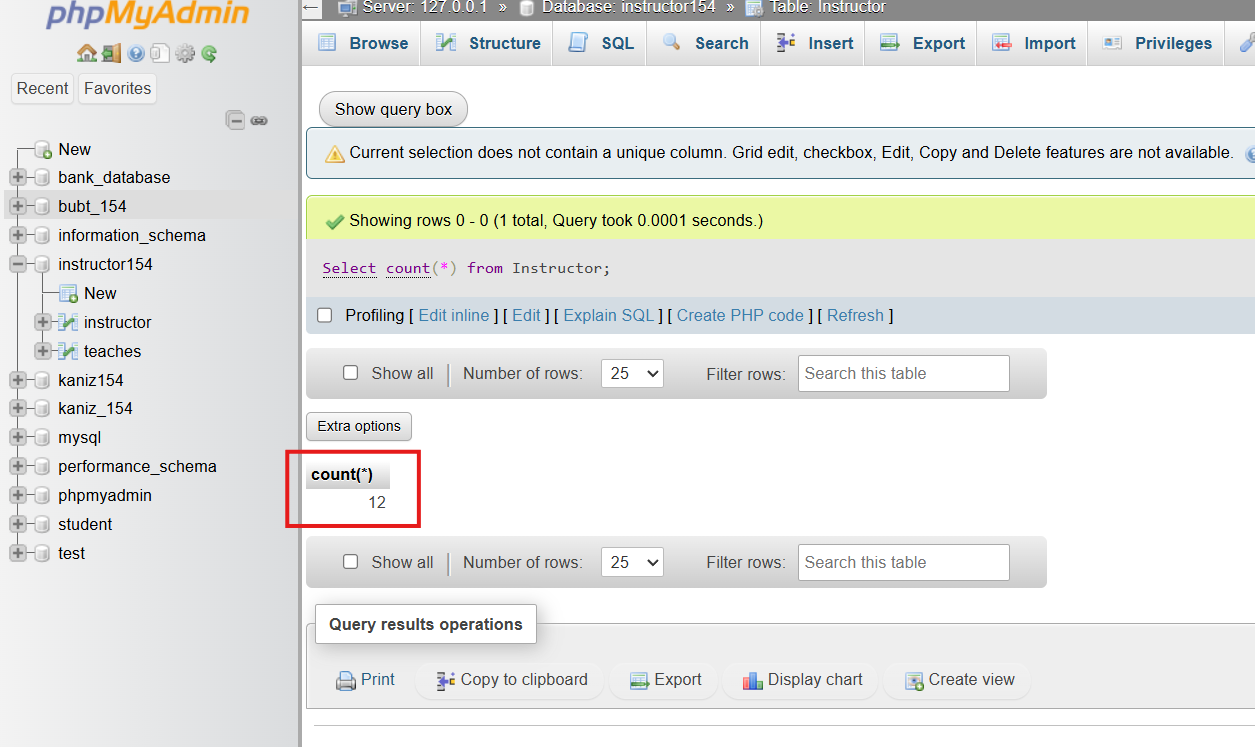 phpMyAdmin
Recent Favorites
New
bank_database
bubt_154
information_schema
instructor154
New
instructor
teaches
kaniz154
kaniz_154
mysql
performance_schema
phpmyadmin
student
test
Server: 127.0.0.1 » Database: instructor154 » Table: Instructor
Browse Structure SQL Search Insert Export Import Privileges
Show query box
Current selection does not contain a unique column. Grid edit, checkbox, Edit, Copy and Delete features are not available.
Showing rows 0 - 0 (1 total, Query took 0.0001 seconds.)
Select count(*) from Instructor;
Profiling [ Edit inline ] [ Edit ] [ Explain SQL ] [ Create PHP code ] [ Refresh ]
Show all Number of rows: 25 Filter rows: Search this table
Extra options
count(*)
12
Show all Number of rows: 25 Filter rows: Search this table
Query results operations
Print Copy to clipboard Export Display chart Create view